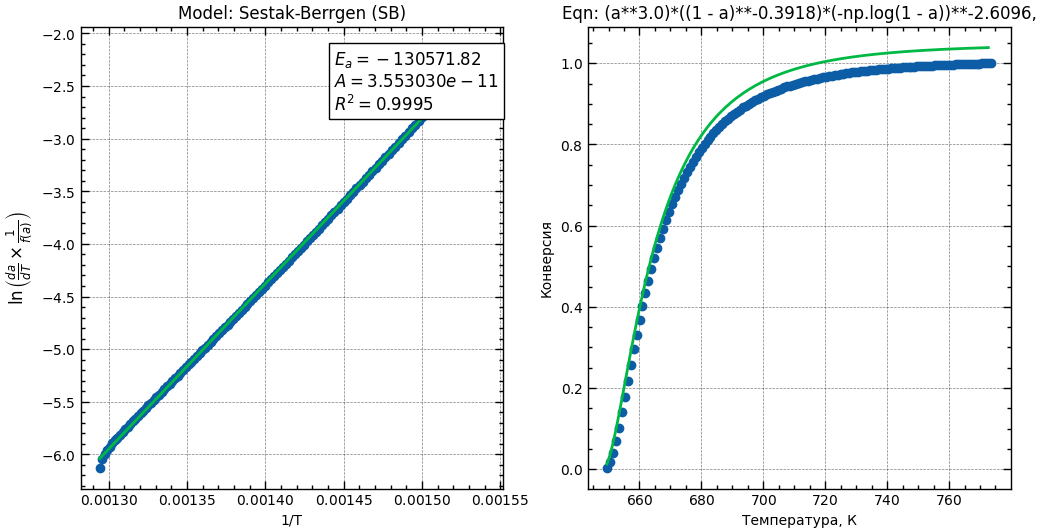 Model: Sestak-Berrgen (SB)
−2.0
−2.5
−3.0
−3.5
−4.0
−4.5
−5.0
−5.5
−6.0
ln(da/dT × 1/f(a))
E_a = −130571.82
A = 3.553030e−11
R² = 0.9995
0.00130 0.00135 0.00140 0.00145 0.00150 0.00155
1/T
Eqn: (a**3.0)*((1 - a)**-0.3918)*(-np.log(1 - a))**-2.6096,
1.0
0.8
0.6
0.4
0.2
0.0
Конверсия
660 680 700 720 740 760
Температура, К